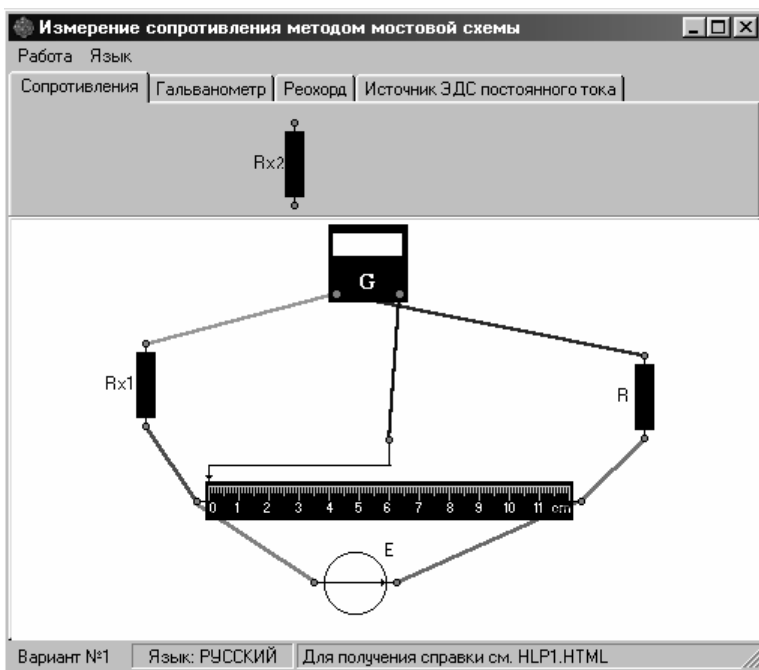 Измерение сопротивления методом мостовой схемы
Работа Язык
Сопротивления Гальванометр Реохорд Источник ЭДС постоянного тока
Rx2
G
Rx1
R
0 1 2 3 4 5 6 7 8 9 10 11 cm
E
Вариант №1 Язык: РУССКИЙ Для получения справки см. HLP1.HTML